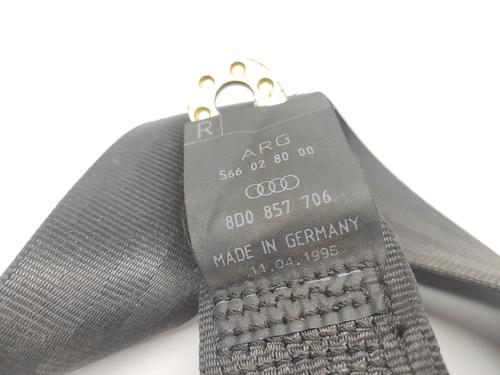 R
ARG
566 02 80 00
8D0 857 706
MADE IN GERMANY
11.04.1995